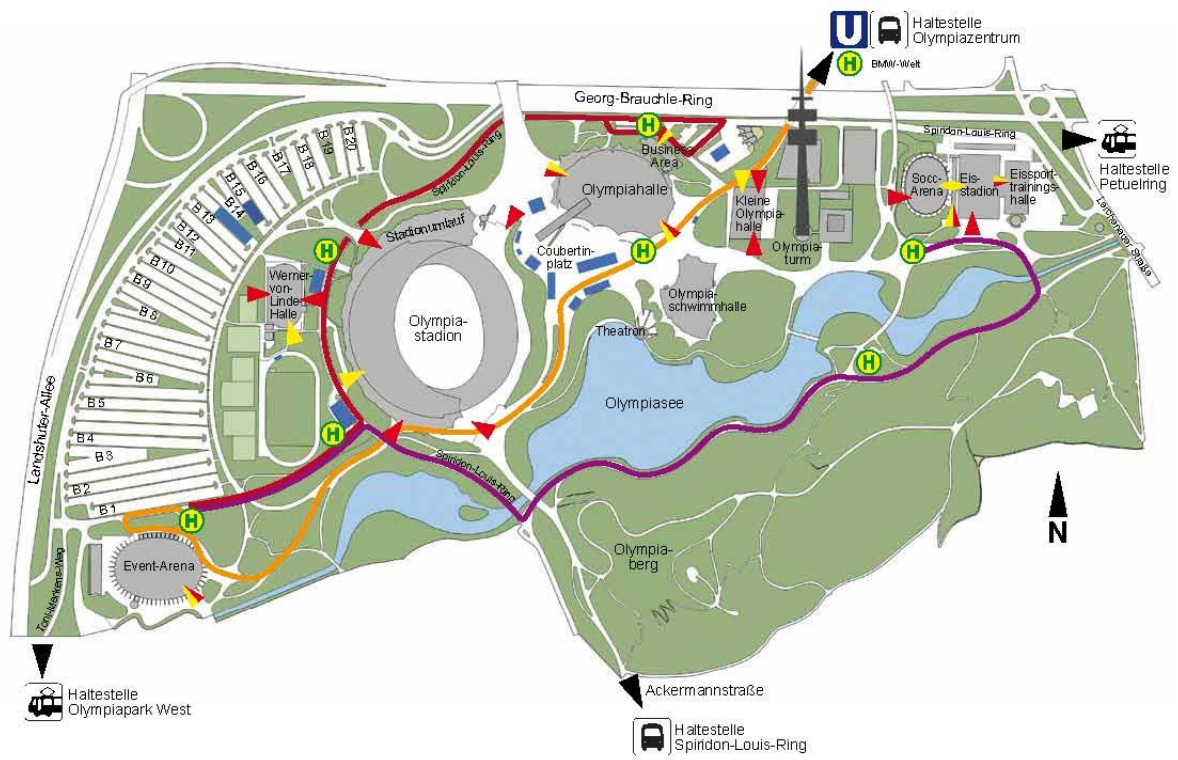 U
Haltestelle
Olympiazentrum
H
BMW-Welt
Georg-Brauchle-Ring
Spiridon-Louis-Ring
Haltestelle
Petuelring
H
Business
Area
Spiridon-Louis-Ring
Olympiahalle
Socc-
Arena
Eis-
stadion
Eissport-
trainings-
halle
B 20
B 19
B 18
B 17
B 16
B 15
B 14
B 13
B 12
B 11
B 10
B 9
B 8
B 7
B 6
B 5
B 4
B 3
B 2
B 1
Kleine
Olympia-
halle
Stadionumlauf
Olympia-
turm
Coubertin-
platz
H
H
H
Werner-
von-
Linde-
Halle
Olympia-
schwimmhalle
Olympia-
stadion
Theatron
H
Olympiasee
Landshuter-Allee
H
Spiridon-Louis-Ring
H
N
Event-Arena
Olympia-
berg
Toni-Merkens-Weg
Haltestelle
Olympiapark West
Ackermannstraße
Haltestelle
Spiridon-Louis-Ring